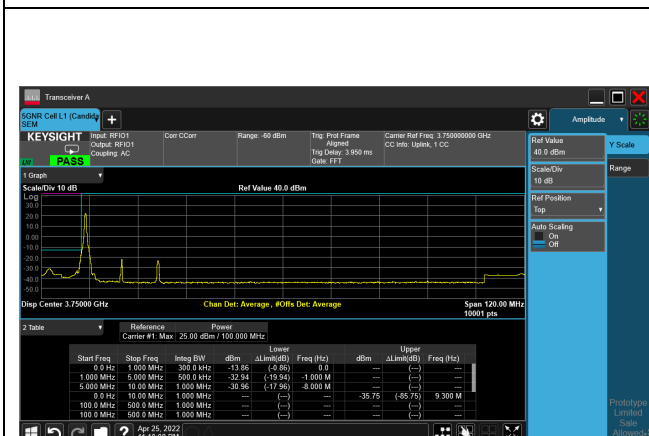 Transceiver A
5GNR Cell L1 (Candida
SEM
Amplitude
KEYSIGHT
Input: RFIO1
Output: RFIO1
Coupling: AC
Corr CCorr
Range: -60 dBm
Trig: Prot Frame
Aligned
Trig Delay: 3.950 ms
Gate: FFT
Carrier Ref Freq: 3.750000000 GHz
CC Info: Uplink, 1 CC
PASS
Ref Value
40.0 dBm
Y Scale
Scale/Div
10 dB
Range
Ref Position
Top
Auto Scaling
On
Off
1 Graph
Scale/Div 10 dB
Ref Value 40.0 dBm
Log
30.0
20.0
10.0
0.00
-10.0
-20.0
-30.0
-40.0
-50.0
Disp Center 3.75000 GHz
Chan Det: Average, #Offs Det: Average
Span 120.00 MHz
10001 pts
2 Table
Reference Power
Carrier #1: Max 25.00 dBm / 100.000 MHz
Lower Upper
Start Freq Stop Freq Integ BW dBm ΔLimit(dB) Freq (Hz) dBm ΔLimit(dB) Freq (Hz)
0.0 Hz 1.000 MHz 300.0 kHz -13.86 (-0.86) 0.0 --- (---) ---
1.000 MHz 5.000 MHz 500.0 kHz -32.94 (-19.94) -1.000 M --- (---) ---
5.000 MHz 10.00 MHz 1.000 MHz -30.96 (-17.96) -8.000 M --- (---) ---
0.0 Hz 10.00 MHz 1.000 MHz --- (---) --- -35.75 (-85.75) 9.300 M
100.0 MHz 500.0 MHz 1.000 MHz --- (---) --- --- (---) ---
100.0 MHz 500.0 MHz 1.000 MHz --- (---) --- --- (---) ---
Prototype
Limited
Sale
Allowed
?
Apr 25, 2022